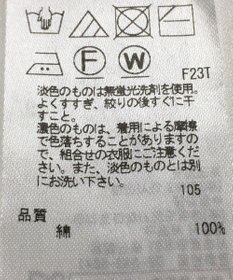 F W
F23T
淡色のものは無蛍光洗剤を使用。
よくすすぎ、絞りの後すぐに干
すこと。
濃色のものは、着用による摩擦
で色落ちすることがありますの
で、組合せの衣服にご注意くだ
さい。また、淡色のものとは別
にお洗い下さい。
105
品質
綿 100%